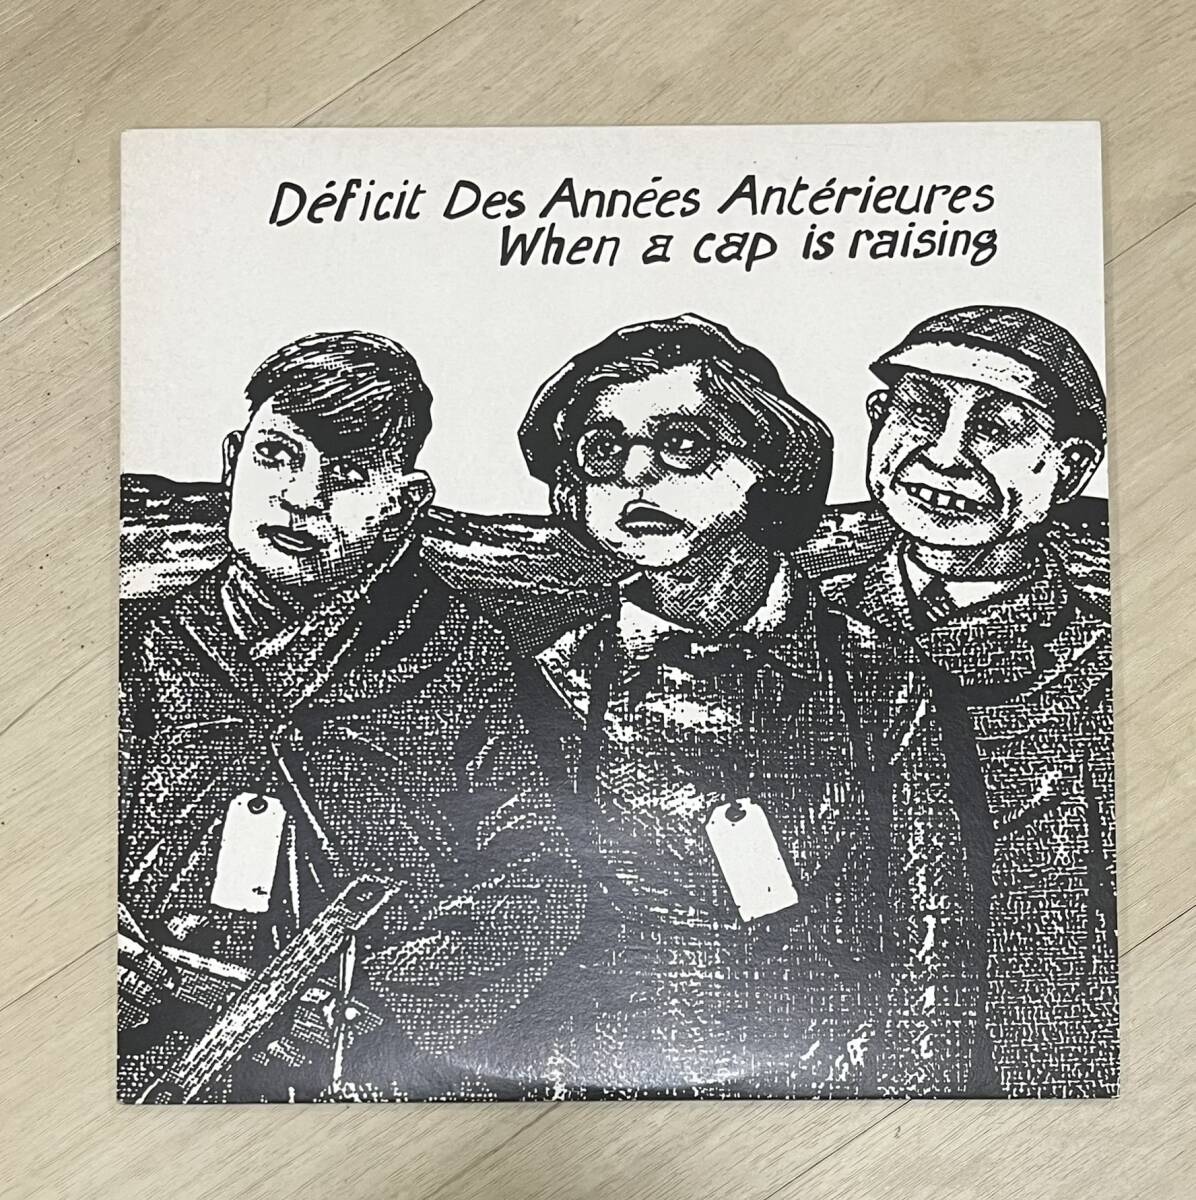 Déficit Des Années Antérieures
When a cap is raising